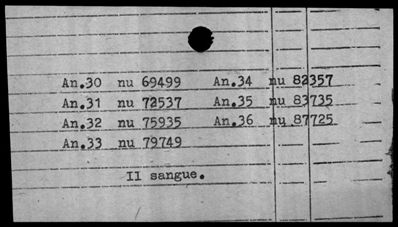 An.30 nu 69499 An.34 nu 82357
An.31 nu 72537 An.35 nu 83735
An.32 nu 75935 An.36 nu 87725
An.33 nu 79749
II sangue.